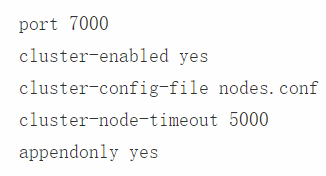 port 7000
cluster-enabled yes
cluster-config-file nodes.conf
cluster-node-timeout 5000
appendonly yes